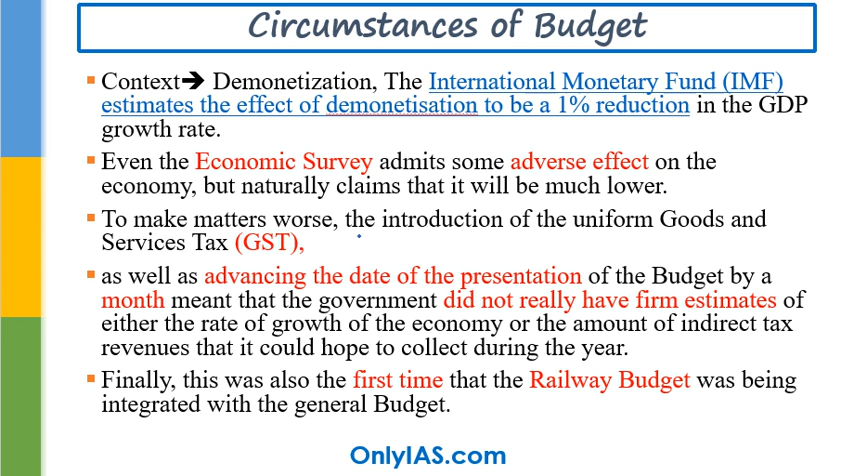 Circumstances of Budget
Context➔ Demonetization, The International Monetary Fund (IMF)
estimates the effect of demonetisation to be a 1% reduction in the GDP
growth rate.
Even the Economic Survey admits some adverse effect on the
economy, but naturally claims that it will be much lower.
To make matters worse, the introduction of the uniform Goods and
Services Tax (GST),
as well as advancing the date of the presentation of the Budget by a
month meant that the government did not really have firm estimates of
either the rate of growth of the economy or the amount of indirect tax
revenues that it could hope to collect during the year.
Finally, this was also the first time that the Railway Budget was being
integrated with the general Budget.
OnlyIAS.com